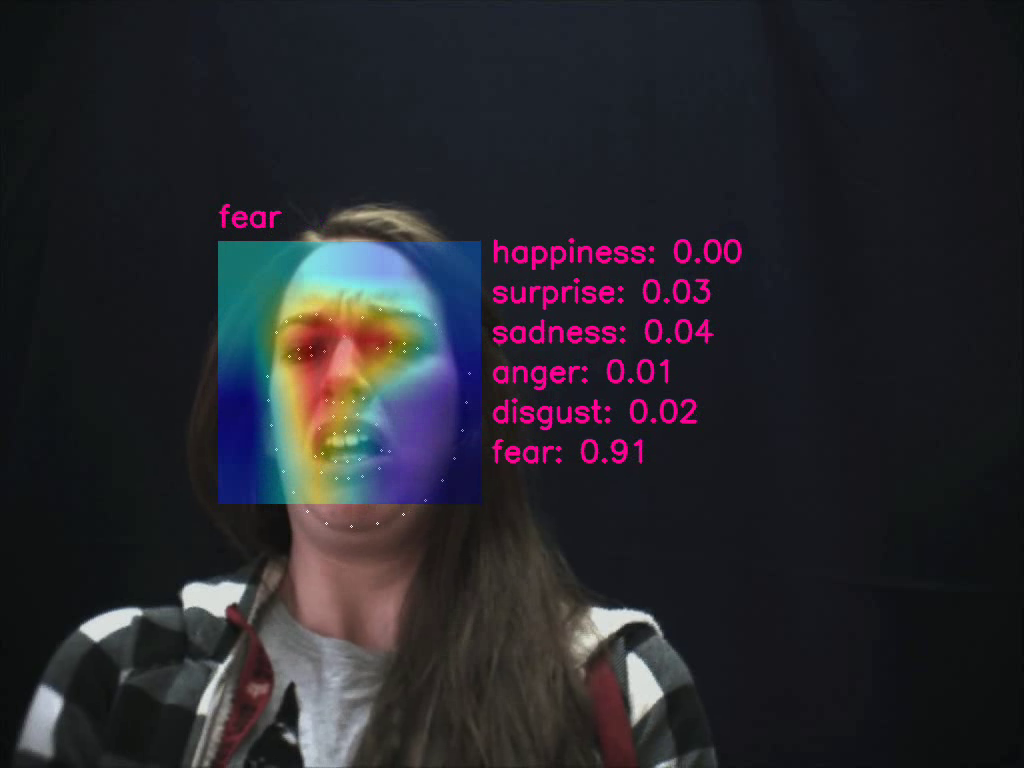 fear
happiness: 0.00
surprise: 0.03
sadness: 0.04
anger: 0.01
disgust: 0.02
fear: 0.91